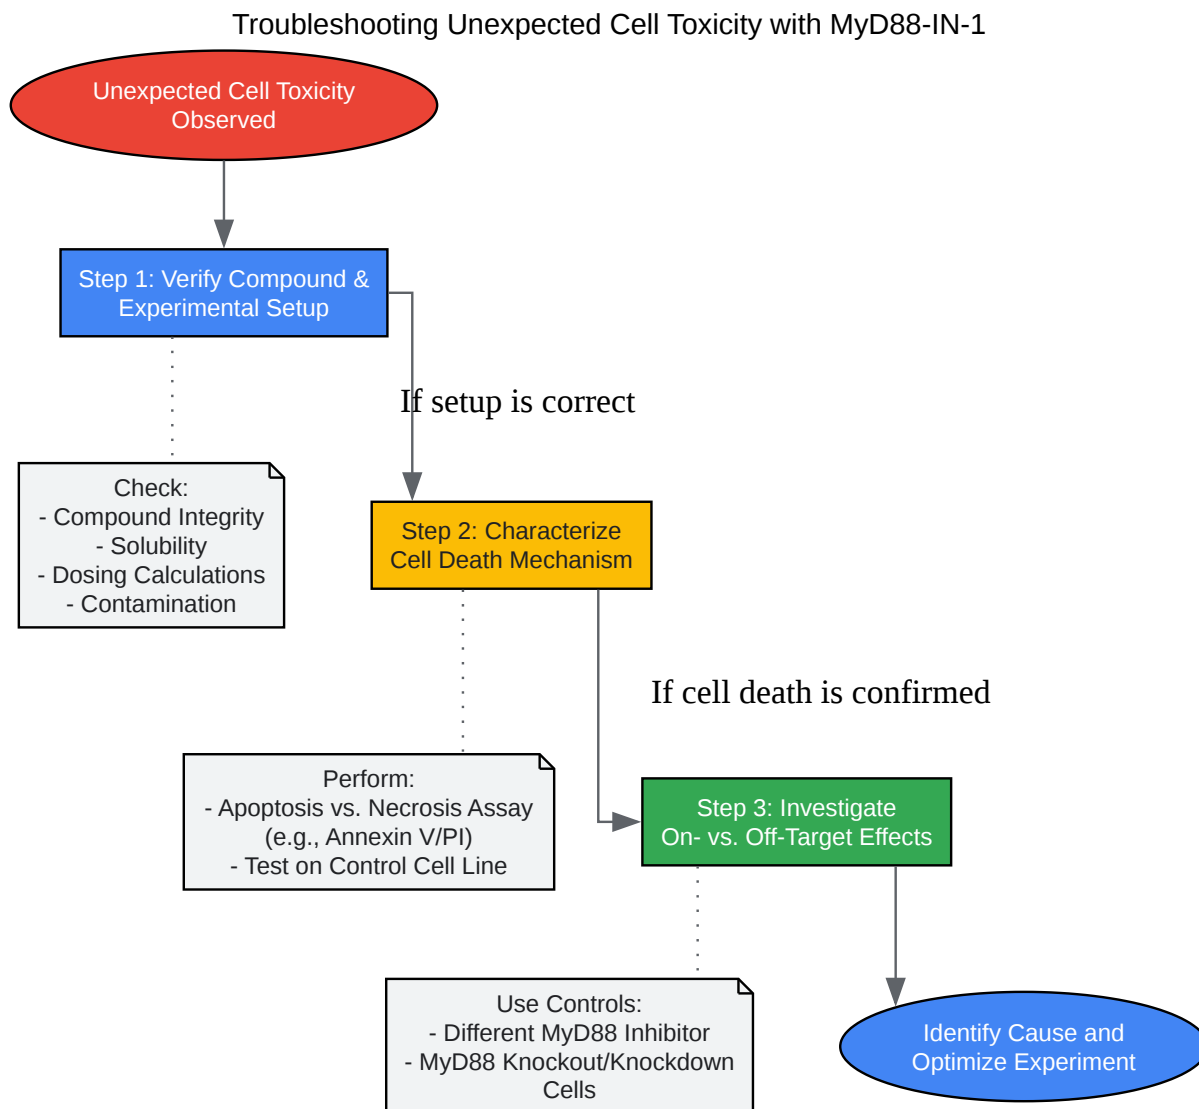 Troubleshooting Unexpected Cell Toxicity with MyD88-IN-1
Unexpected Cell Toxicity
Observed
Step 1: Verify Compound &
Experimental Setup
If setup is correct
Check:
- Compound Integrity
- Solubility
- Dosing Calculations
- Contamination
Step 2: Characterize
Cell Death Mechanism
If cell death is confirmed
Perform:
- Apoptosis vs. Necrosis Assay
(e.g., Annexin V/PI)
- Test on Control Cell Line
Step 3: Investigate
On- vs. Off-Target Effects
Use Controls:
- Different MyD88 Inhibitor
- MyD88 Knockout/Knockdown
Cells
Identify Cause and
Optimize Experiment